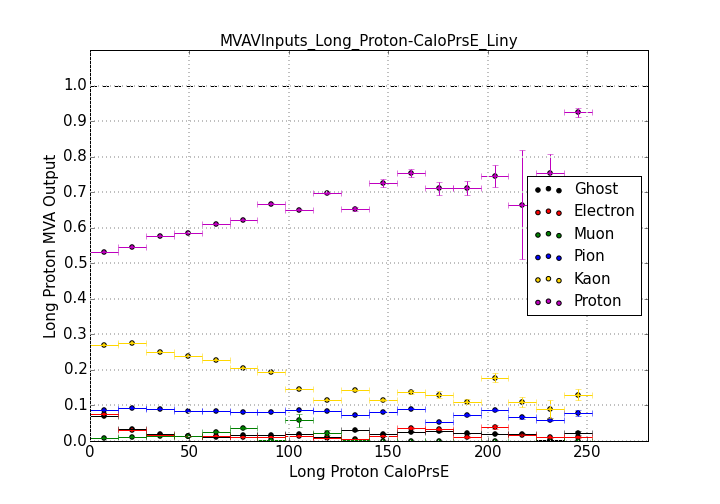 MVAVInputs_Long_Proton-CaloPrsE_Liny
1.0
0.9
0.8
0.7
0.6
0.5
0.4
0.3
0.2
0.1
0.0
Long Proton MVA Output
Ghost
Electron
Muon
Pion
Kaon
Proton
0 50 100 150 200 250
Long Proton CaloPrsE